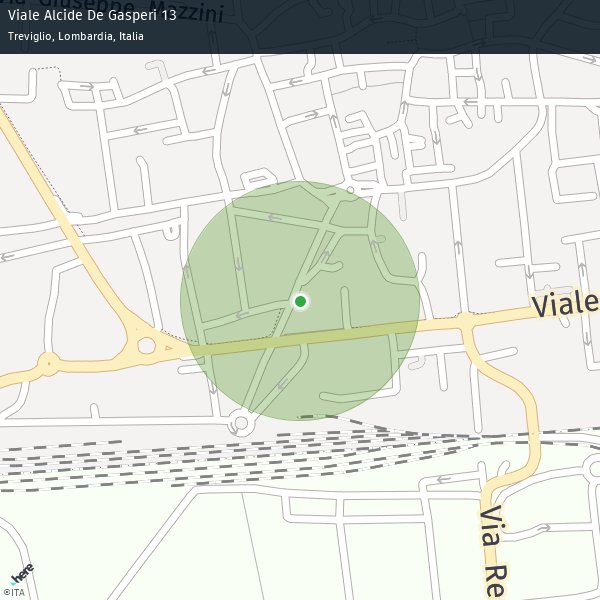 Via Giuseppe Mazzini
Viale Alcide De Gasperi 13
Treviglio, Lombardia, Italia
Viale
Via Re
here
©ITA